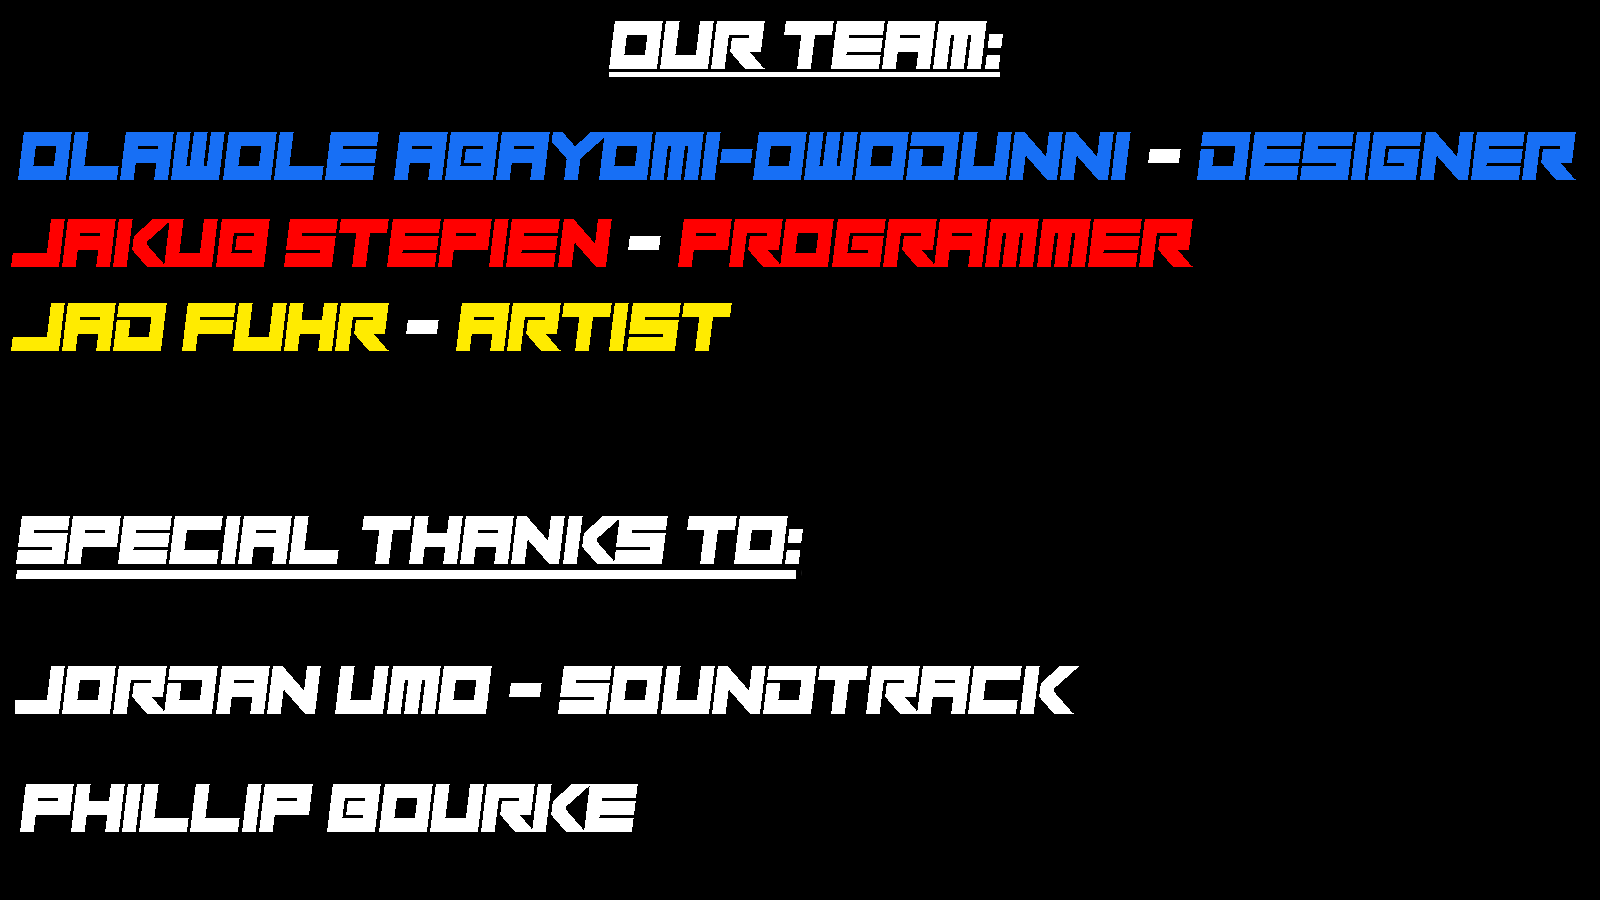 OUR TEAM:
OLAWOLE ABAYOMI-OWODUNNI - DESIGNER
JAKUB STEPIEN - PROGRAMMER
JAD FUHR - ARTIST
SPECIAL THANKS TO:
JORDAN UMO - SOUNDTRACK
PHILLIP BOURKE